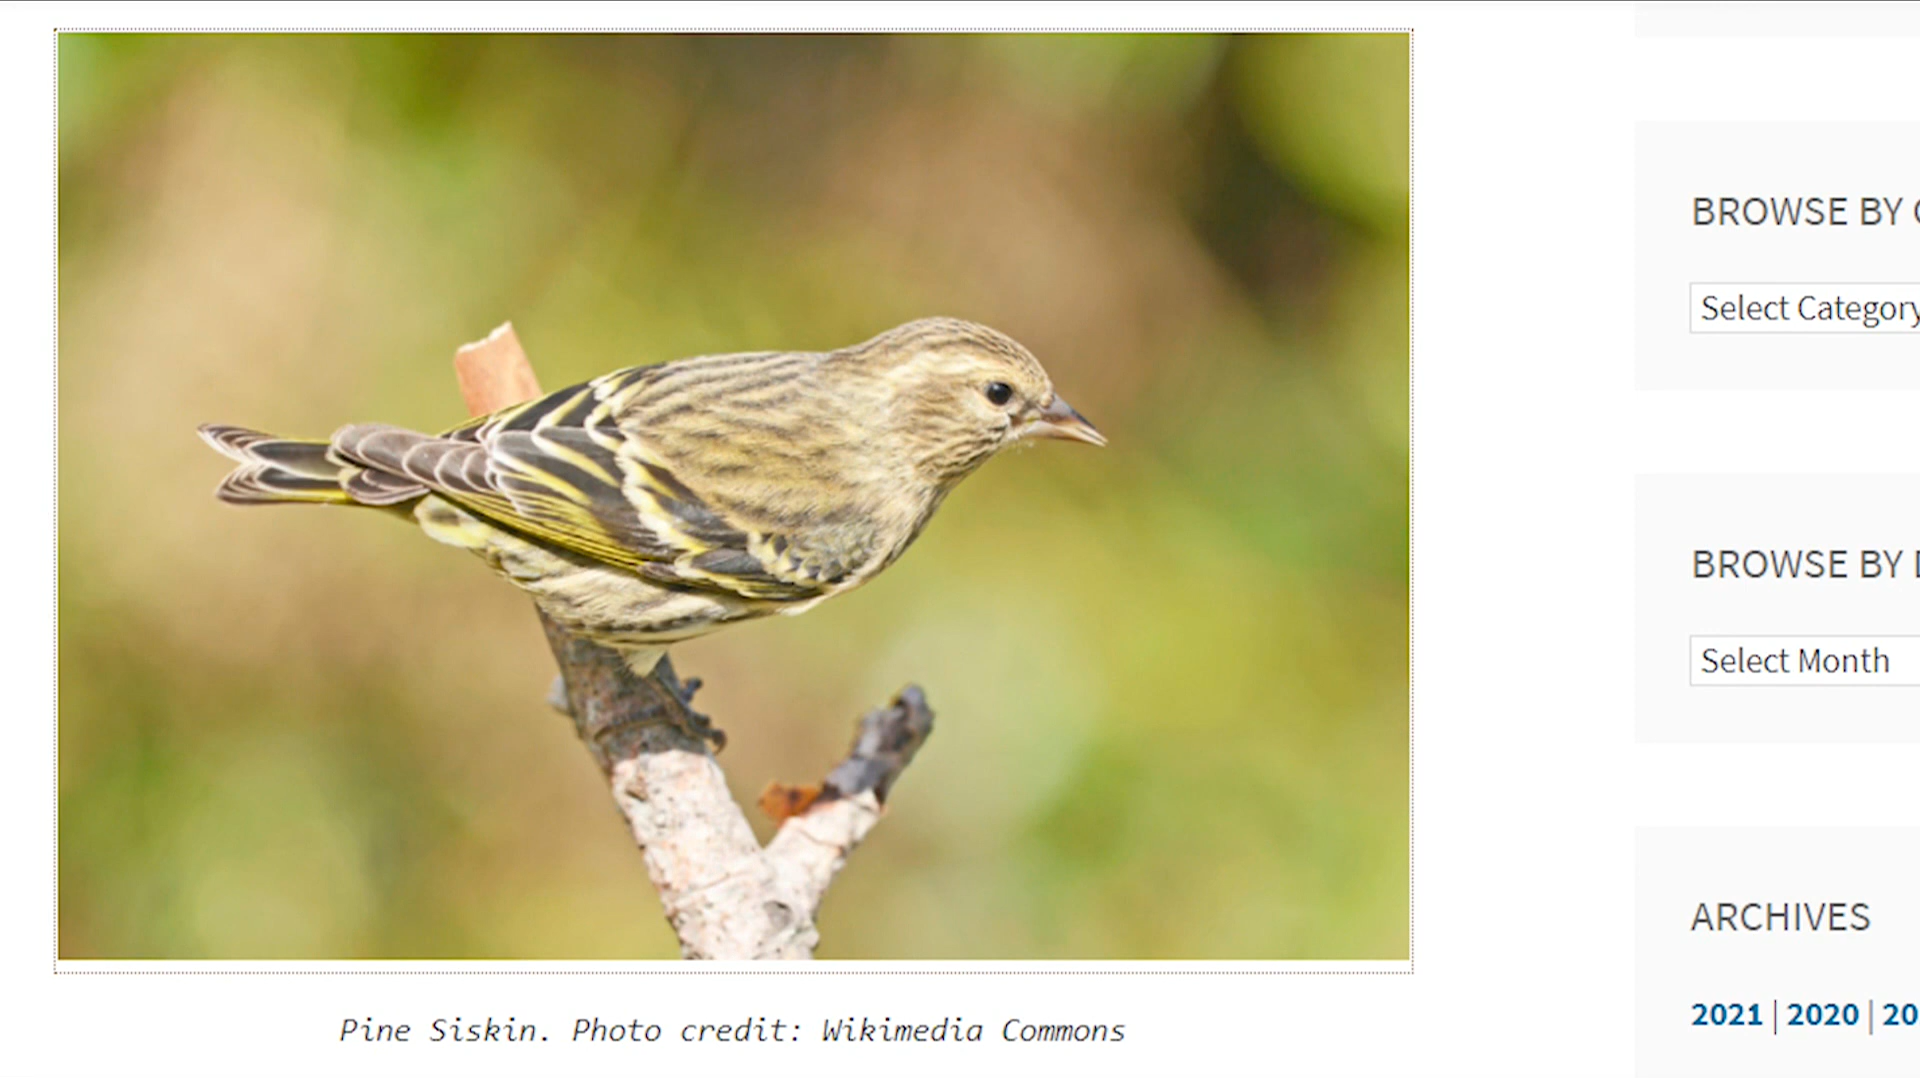 Pine Siskin. Photo credit: Wikimedia Commons
BROWSE BY
Select Category
BROWSE BY
Select Month
ARCHIVES
2021 | 2020 | 20